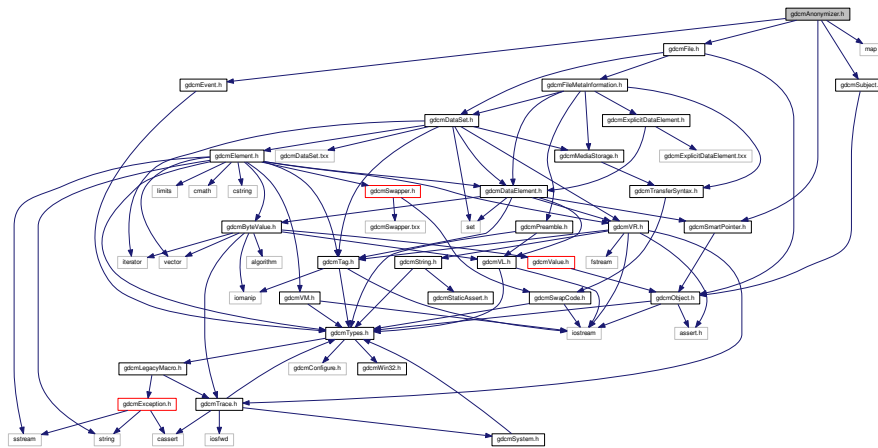 gdcmAnonymizer.h
gdcmFile.h
map
gdcmEvent.h
gdcmFileMetaInformation.h
gdcmSubject.
gdcmDataSet.h
gdcmExplicitDataElement.h
gdcmElement.h
gdcmDataSet.txx
gdcmMediaStorage.h
gdcmExplicitDataElement.txx
limits
cmath
cstring
gdcmSwapper.h
gdcmDataElement.h
gdcmTransferSyntax.h
gdcmByteValue.h
gdcmSwapper.txx
set
gdcmPreamble.h
gdcmVR.h
gdcmSmartPointer.h
iterator
vector
algorithm
gdcmTag.h
gdcmString.h
gdcmVL.h
gdcmValue.h
fstream
iomanip
gdcmVM.h
gdcmStaticAssert.h
gdcmSwapCode.h
gdcmObject.h
gdcmTypes.h
iostream
assert.h
gdcmLegacyMacro.h
gdcmConfigure.h
gdcmWin32.h
gdcmException.h
gdcmTrace.h
sstream
string
cassert
iosfwd
gdcmSystem.h